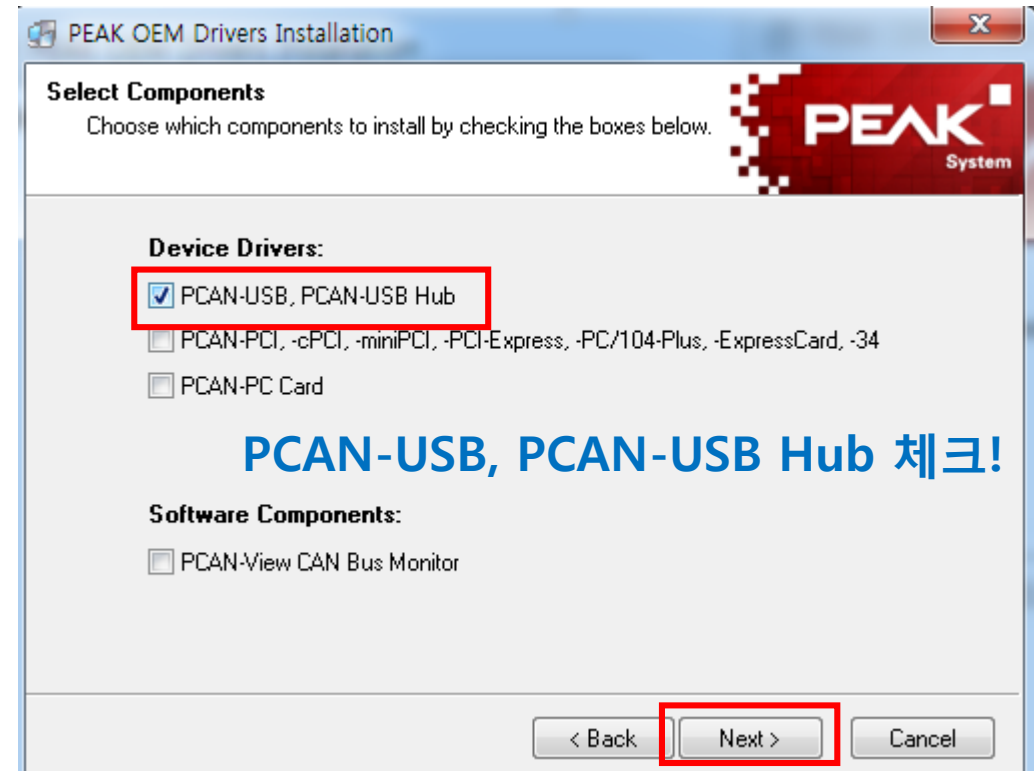 PEAK OEM Drivers Installation
Select Components
Choose which components to install by checking the boxes below.
PEAK
System
Device Drivers:
PCAN-USB, PCAN-USB Hub
PCAN-PCI, -cPCI, -miniPCI, -PCI-Express, -PC/104-Plus, -ExpressCard, -34
PCAN-PC Card
PCAN-USB, PCAN-USB Hub 체크!
Software Components:
PCAN-View CAN Bus Monitor
< Back Next > Cancel